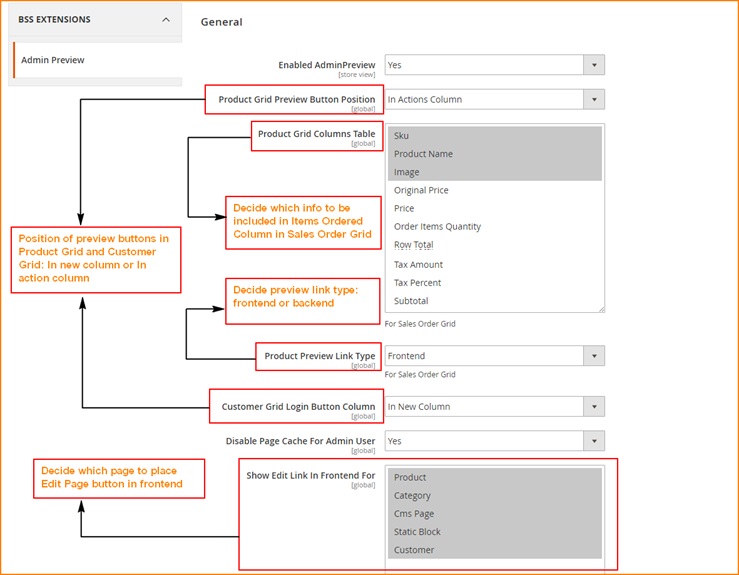 BSS EXTENSIONS
Admin Preview
General
Enabled AdminPreview
[store view]
Yes
Product Grid Preview Button Position
[global]
In Actions Column
Product Grid Columns Table
[global]
Sku
Product Name
Image
Original Price
Price
Order Items Quantity
Row Total
Tax Amount
Tax Percent
Subtotal
For Sales Order Grid
Decide which info to be
included in Items Ordered
Column in Sales Order Grid
Position of preview buttons in
Product Grid and Customer
Grid: In new column or In
action column
Decide preview link type:
frontend or backend
Product Preview Link Type
[global]
Frontend
For Sales Order Grid
Customer Grid Login Button Column
[global]
In New Column
Disable Page Cache For Admin User
[global]
Yes
Decide which page to place
Edit Page button in frontend
Show Edit Link In Frontend For
[global]
Product
Category
Cms Page
Static Block
Customer